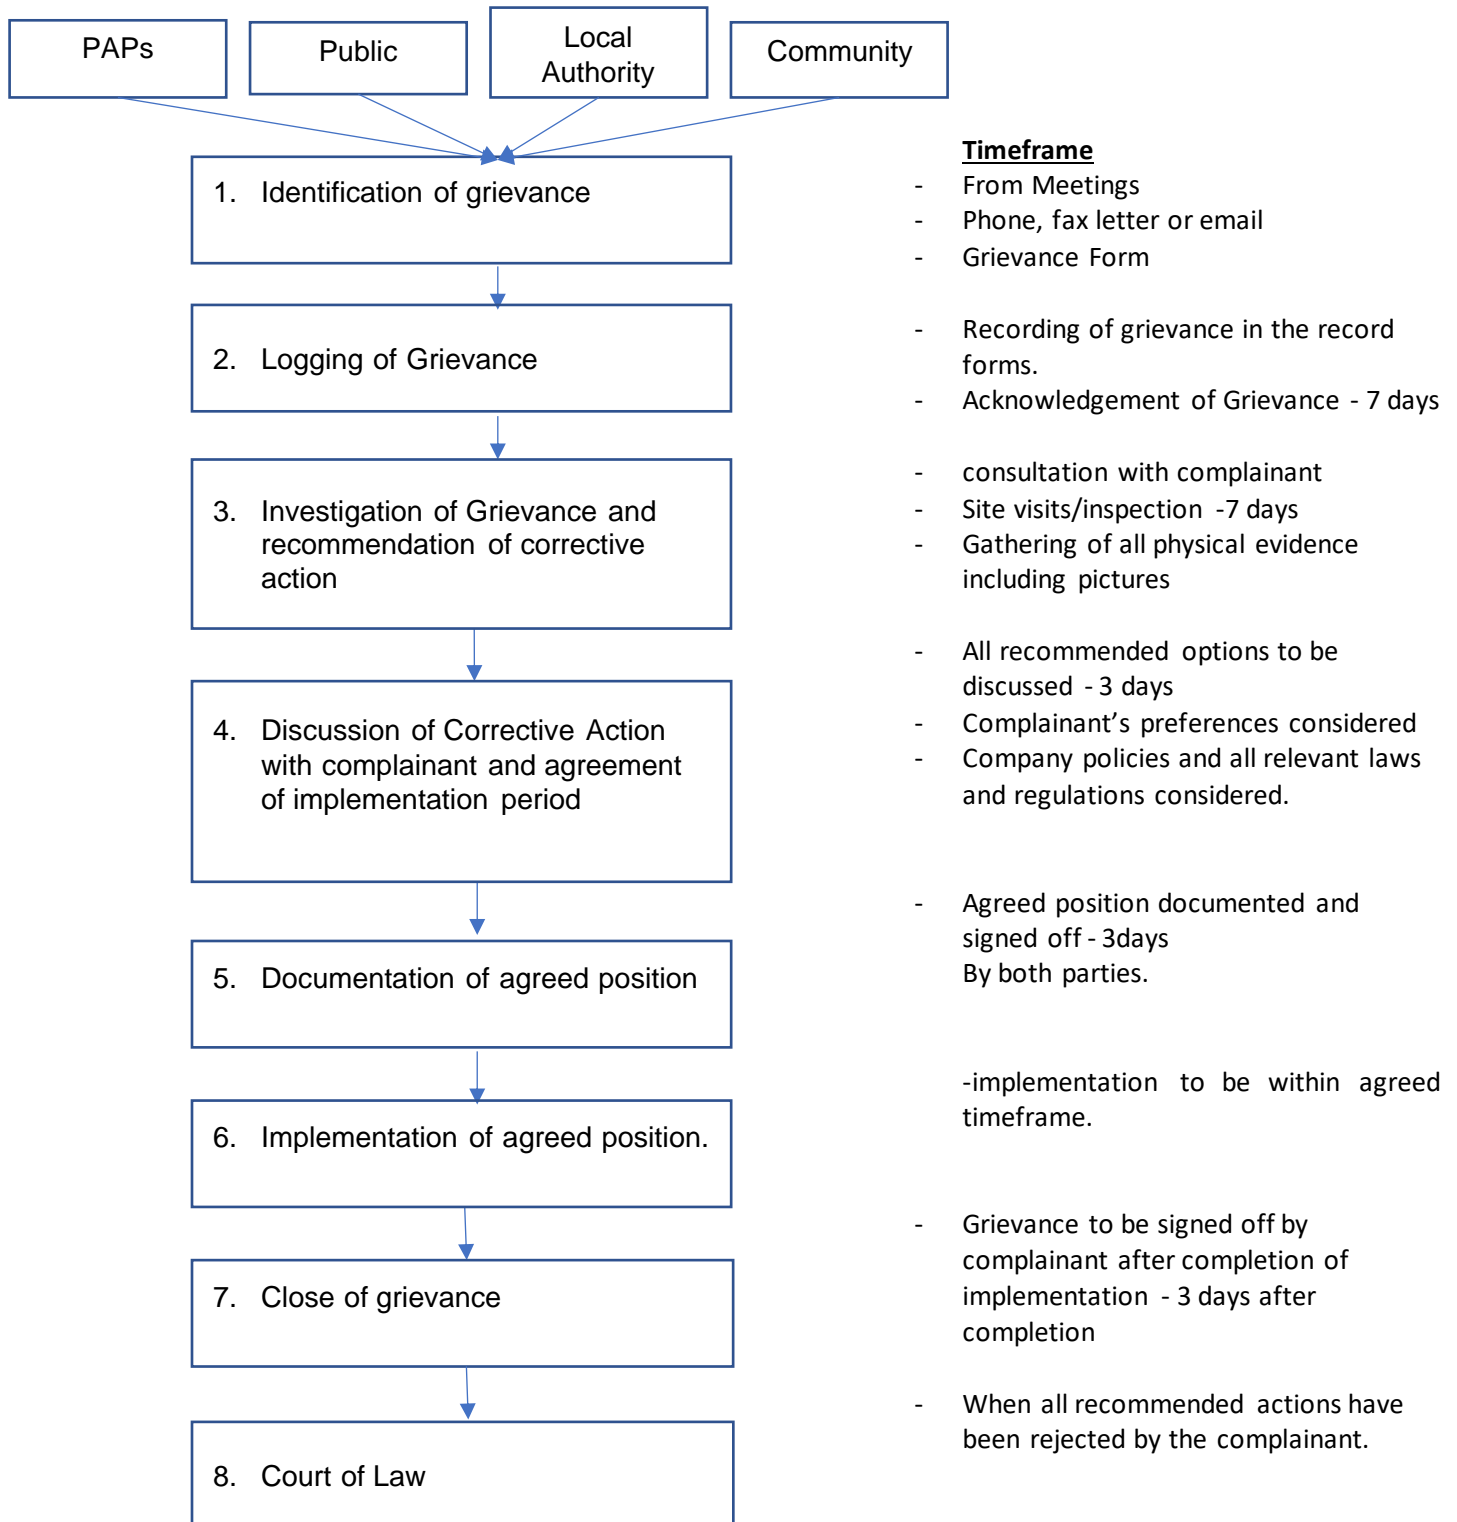 PAPs
Public
Local
Authority
Community
Timeframe
1. Identification of grievance
- From Meetings
- Phone, fax letter or email
- Grievance Form
2. Logging of Grievance
- Recording of grievance in the record
forms.
- Acknowledgement of Grievance - 7 days
3. Investigation of Grievance and
recommendation of corrective
action
- consultation with complainant
- Site visits/inspection -7 days
- Gathering of all physical evidence
including pictures
4. Discussion of Corrective Action
with complainant and agreement
of implementation period
- All recommended options to be
discussed - 3 days
- Complainant’s preferences considered
- Company policies and all relevant laws
and regulations considered.
5. Documentation of agreed position
- Agreed position documented and
signed off - 3days
By both parties.
6. Implementation of agreed position.
-implementation to be within agreed
timeframe.
7. Close of grievance
- Grievance to be signed off by
complainant after completion of
implementation - 3 days after
completion
8. Court of Law
- When all recommended actions have
been rejected by the complainant.